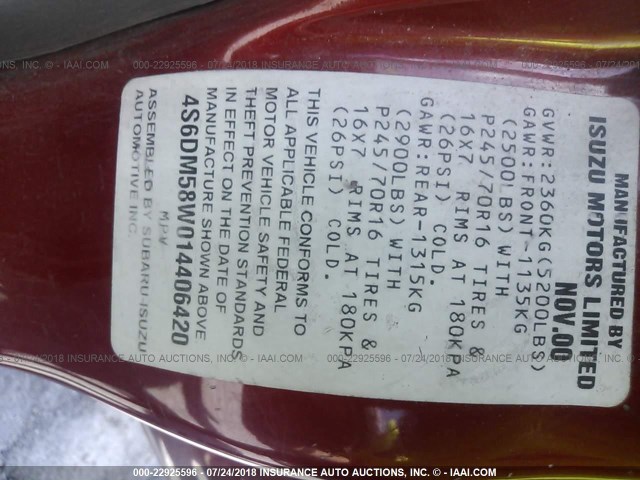 MANUFACTURED BY
ISUZU MOTORS LIMITED
NOV.00
GVWR:2360KG(5200LBS)
GAWR:FRONT-1135KG
(2500LBS) WITH
P245/70R16 TIRES &
16X7 RIMS AT 180KPA
(26PSI) COLD.
GAWR:REAR-1315KG
(2900LBS) WITH
P245/70R16 TIRES &
16X7 RIMS AT 180KPA
(26PSI) COLD.
THIS VEHICLE CONFORMS TO
ALL APPLICABLE FEDERAL
MOTOR VEHICLE SAFETY AND
THEFT PREVENTION STANDARDS
IN EFFECT ON THE DATE OF
MANUFACTURE SHOWN ABOVE
4S6DM58W014406420
MPV
ASSEMBLED BY SUBARU-ISUZU
AUTOMOTIVE INC.
000-22925596 - 07/24/2018 INSURANCE AUTO AUCTIONS, INC. - © IAAI.COM